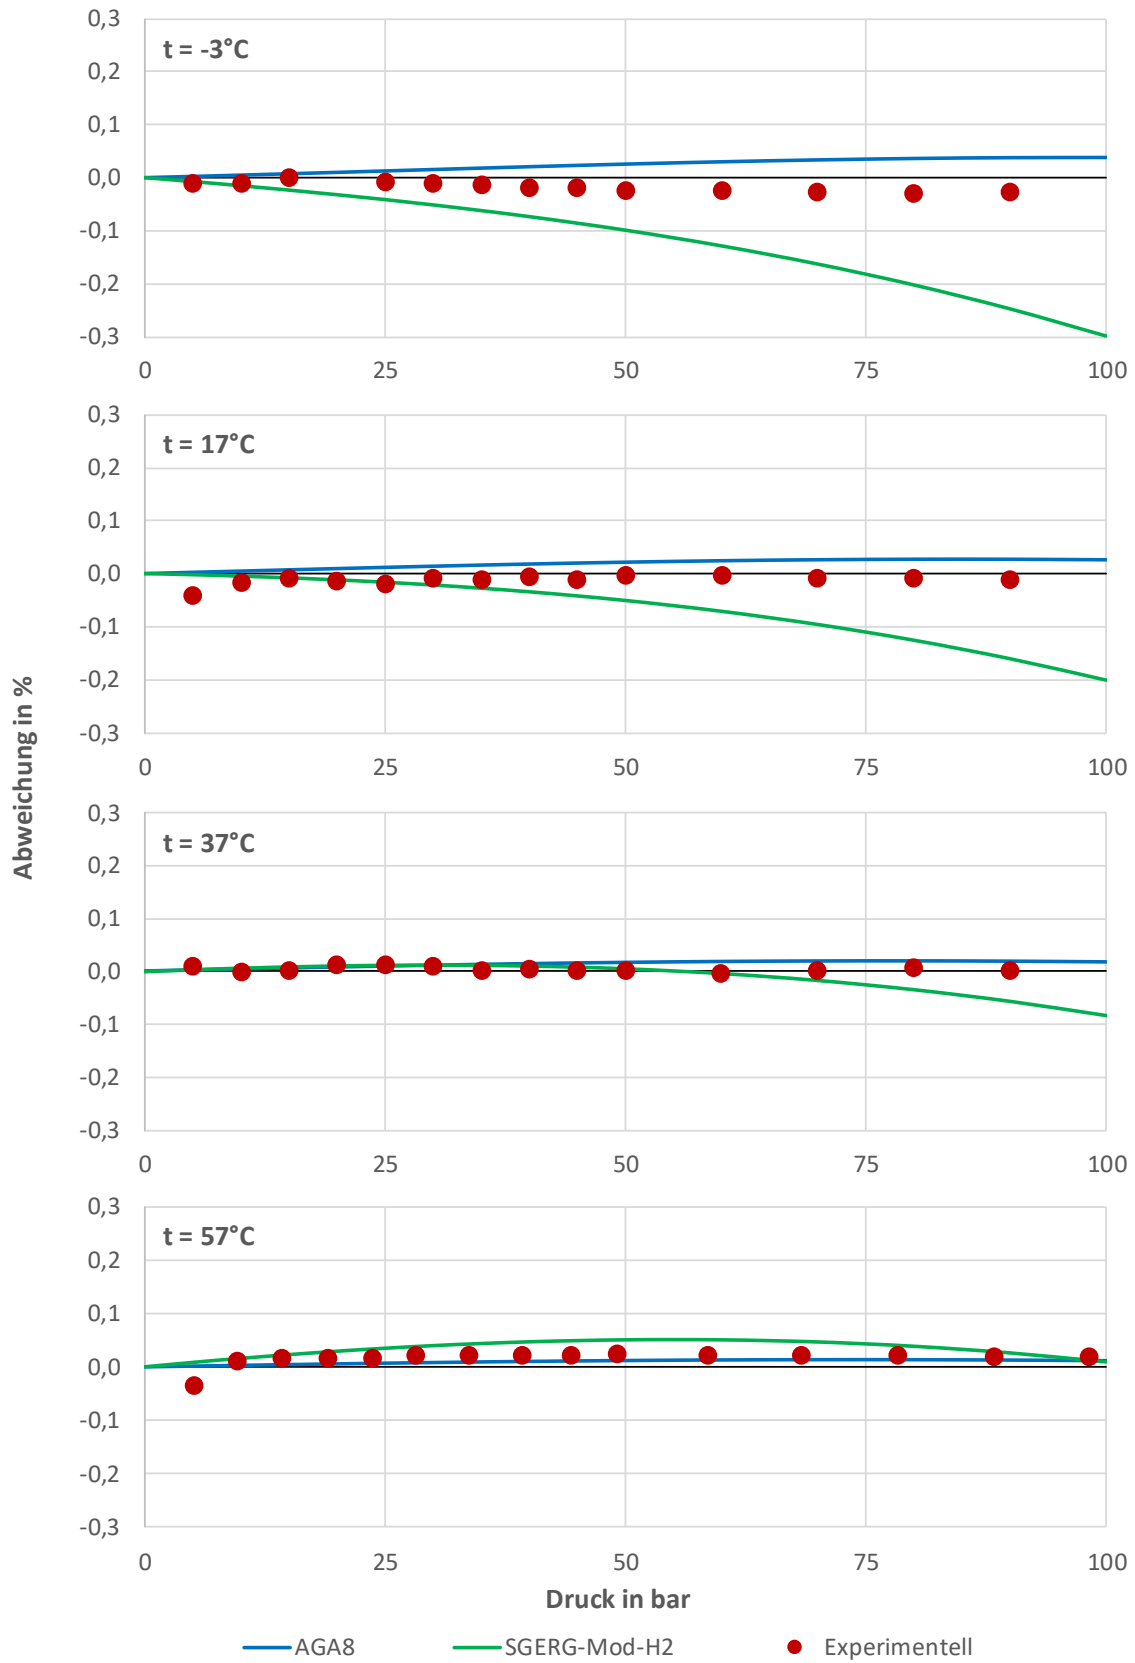 0,3
t = -3°C
0,2
0,1
0,0
-0,1
-0,2
-0,3
0 25 50 75 100
0,3
t = 17°C
0,2
0,1
0,0
-0,1
-0,2
-0,3
0 25 50 75 100
Abweichung in %
0,3
t = 37°C
0,2
0,1
0,0
-0,1
-0,2
-0,3
0 25 50 75 100
0,3
t = 57°C
0,2
0,1
0,0
-0,1
-0,2
-0,3
0 25 50 75 100
Druck in bar
AGA8 SGERG-Mod-H2 Experimentell